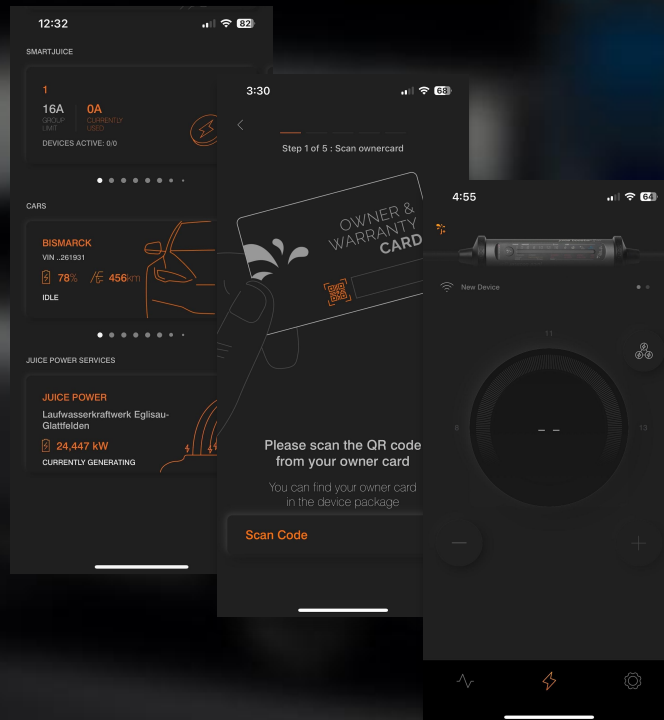 12:32
82
SMARTJUICE
1
16A
GROUP
LIMIT
0A
CURRENTLY
USED
DEVICES ACTIVE: 0/0
CARS
BISMARCK
VIN ..261931
78%
456km
IDLE
JUICE POWER SERVICES
JUICE POWER
Laufwasserkraftwerk Eglisau-
Glattfelden
24,447 kW
CURRENTLY GENERATING
3:30
68
Step 1 of 5 : Scan ownercard
OWNER &
WARRANTY
CARD
Please scan the QR code
from your owner card
You can find your owner card
in the device package
Scan Code
4:55
64
New Device
11
8
13
- -